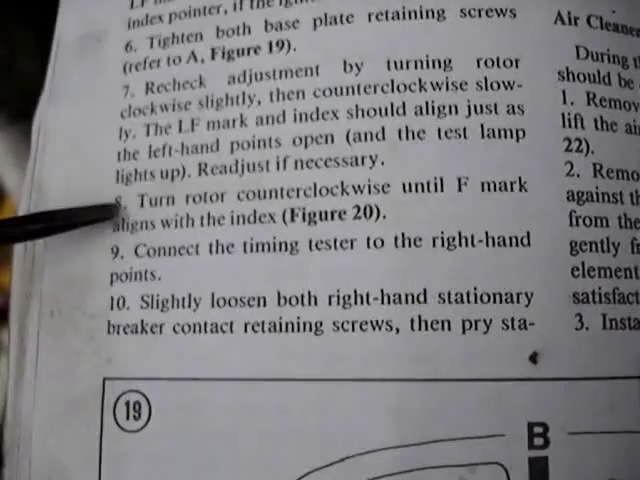 index pointer, if the
6. Tighten both base plate retaining screws
(refer to A, Figure 19).
7. Recheck adjustment by turning rotor
clockwise slightly, then counterclockwise slow-
ly. The LF mark and index should align just as
the left-hand points open (and the test lamp
lights up). Readjust if necessary.
8. Turn rotor counterclockwise until F mark
aligns with the index (Figure 20).
9. Connect the timing tester to the right-hand
points.
10. Slightly loosen both right-hand stationary
breaker contact retaining screws, then pry sta-
19
B
Air Cleaner
During
should be
1. Remov
lift the ai
22).
2. Remo
against th
from the
gently f
element
satisfact
3. Insta